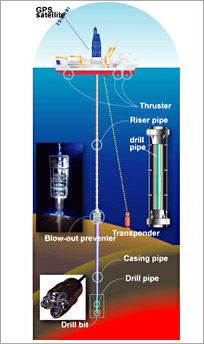 GPS
satellite
Thruster
Riser pipe
drill
pipe
Blow-out preventer
Transponder
Casing pipe
Drill pipe
Drill bit